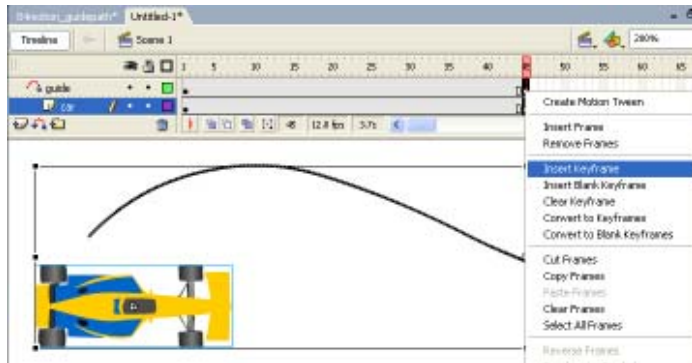 Direction_guidepath* Untitled-1*
Timeline Scene 1 200%
1 5 10 15 20 25 30 35 40 45 50 55 60 65
guide
car
45 12.0 fps 3.7s
Create Motion Tween
Insert Frame
Remove Frames
Insert Keyframe
Insert Blank Keyframe
Clear Keyframe
Convert to Keyframes
Convert to Blank Keyframes
Cut Frames
Copy Frames
Paste Frames
Clear Frames
Select All Frames
Reverse Frames